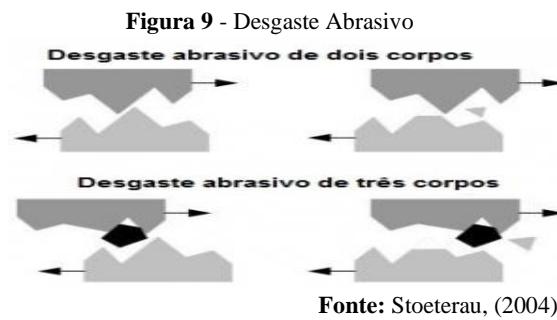 Figura 9 - Desgaste Abrasivo
Desgaste abrasivo de dois corpos
Desgaste abrasivo de três corpos
Fonte: Stoeterau, (2004)